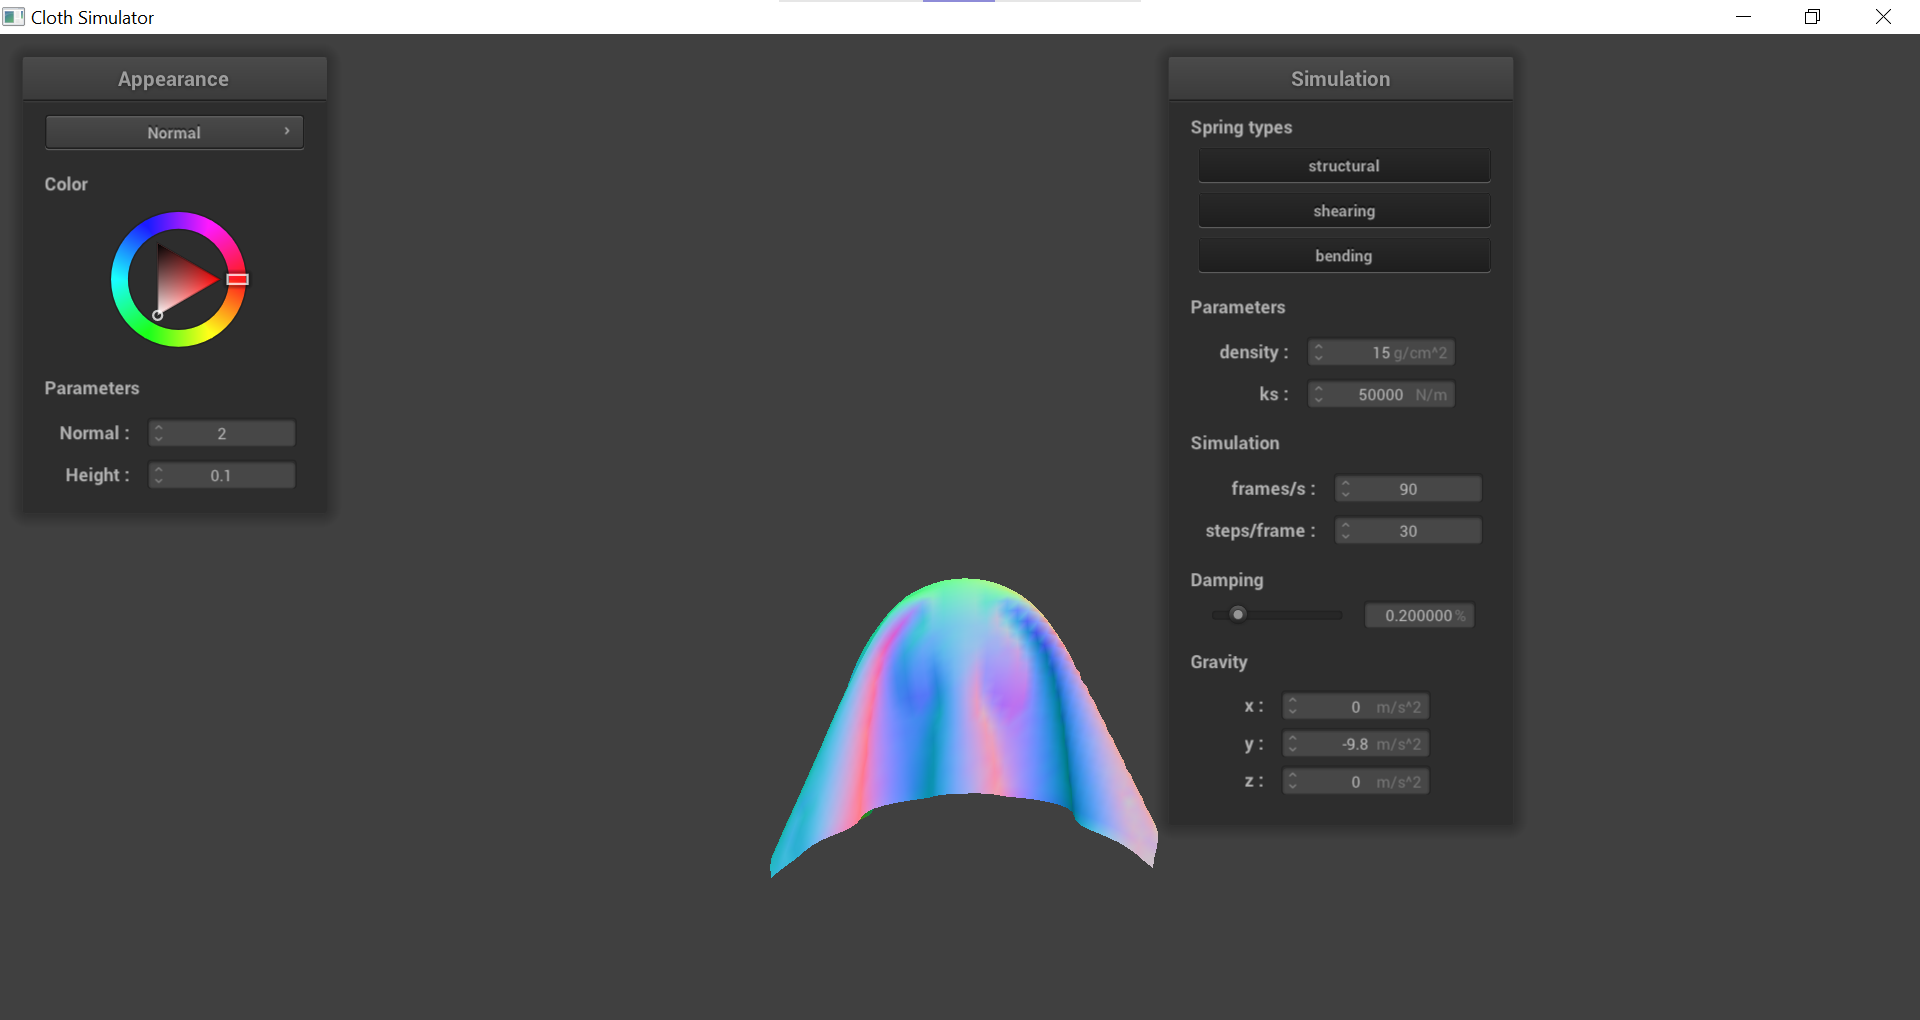 Cloth Simulator
Appearance
Normal
Color
Parameters
Normal : 2
Height : 0.1
Simulation
Spring types
structural
shearing
bending
Parameters
density : 15 g/cm^2
ks : 50000 N/m
Simulation
frames/s : 90
steps/frame : 30
Damping
0.200000 %
Gravity
x : 0 m/s^2
y : -9.8 m/s^2
z : 0 m/s^2